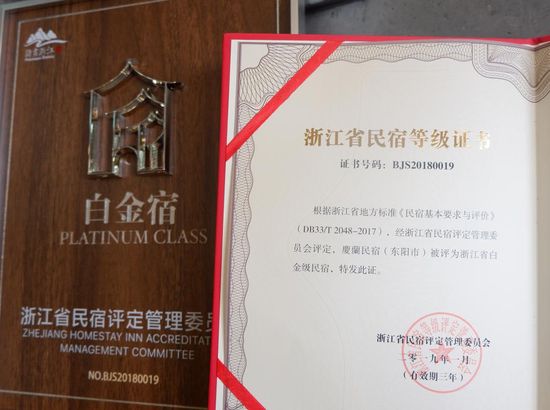 白金宿
PLATINUM CLASS
浙江省民宿评定管理委员
ZHEJIANG HOMESTAY INN ACCREDITAT
MANAGEMENT COMMITTEE
NO.BJS20180019
浙江省民宿等级证书
证书号码：BJS20180019
根据浙江省地方标准《民宿基本要求与评价》
（DB33/T 2048-2017），经浙江省民宿评定管理委
员会评定，慶蘭民宿（东阳市）被评为浙江省白
金级民宿，特发此证。
浙江省民宿评定管理委员会
二〇一九年一月
（有效期三年）